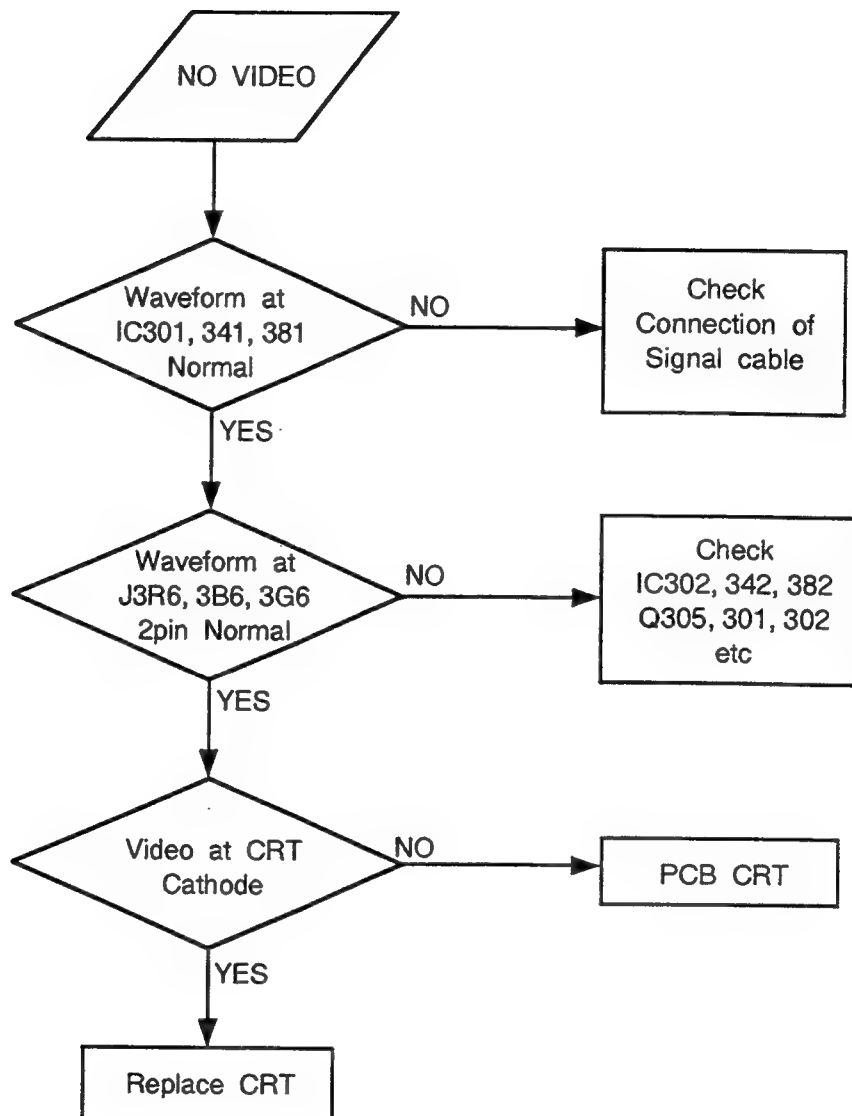 NO VIDEO
Waveform at
IC301, 341, 381
Normal
NO
Check
Connection of
Signal cable
YES
Waveform at
J3R6, 3B6, 3G6
2pin Normal
NO
Check
IC302, 342, 382
Q305, 301, 302
etc
YES
Video at CRT
Cathode
NO
PCB CRT
YES
Replace CRT